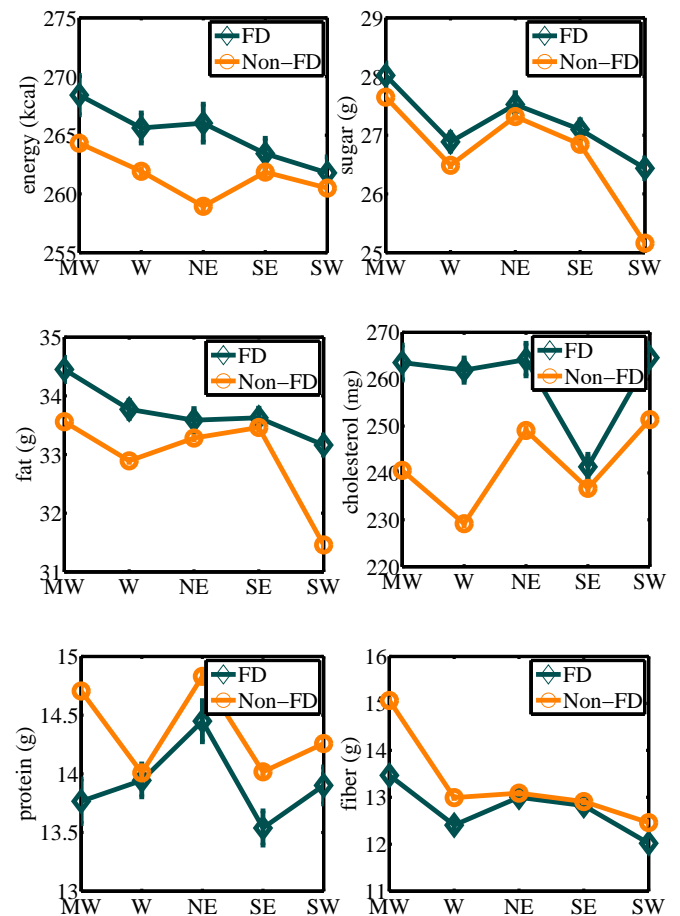 275
270
265
260
255
energy (kcal)
MW W NE SE SW
FD
Non−FD
29
28
27
26
25
sugar (g)
MW W NE SE SW
FD
Non−FD
35
34
33
32
31
fat (g)
MW W NE SE SW
FD
Non−FD
270
260
250
240
230
220
cholesterol (mg)
MW W NE SE SW
FD
Non−FD
15
14.5
14
13.5
13
protein (g)
MW W NE SE SW
FD
Non−FD
16
15
14
13
12
11
fiber (g)
MW W NE SE SW
FD
Non−FD